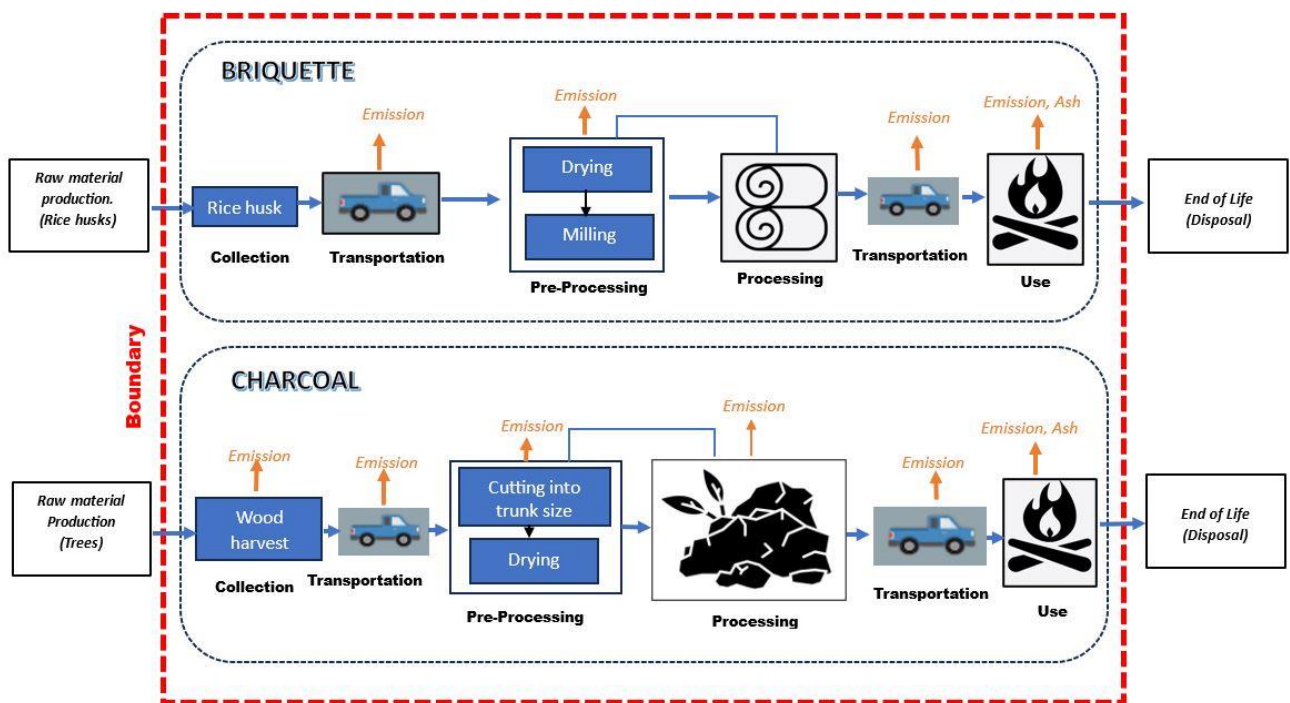 BRIQUETTE
Emission
Emission
Emission
Emission, Ash
Raw material
production.
(Rice husks)
Rice husk
Drying
Milling
End of Life
(Disposal)
Collection
Transportation
Pre-Processing
Processing
Transportation
Use
Boundary
CHARCOAL
Emission
Emission
Emission
Emission
Emission
Emission, Ash
Raw material
Production
(Trees)
Wood
harvest
Cutting into
trunk size
Drying
End of Life
(Disposal)
Collection
Transportation
Pre-Processing
Processing
Transportation
Use